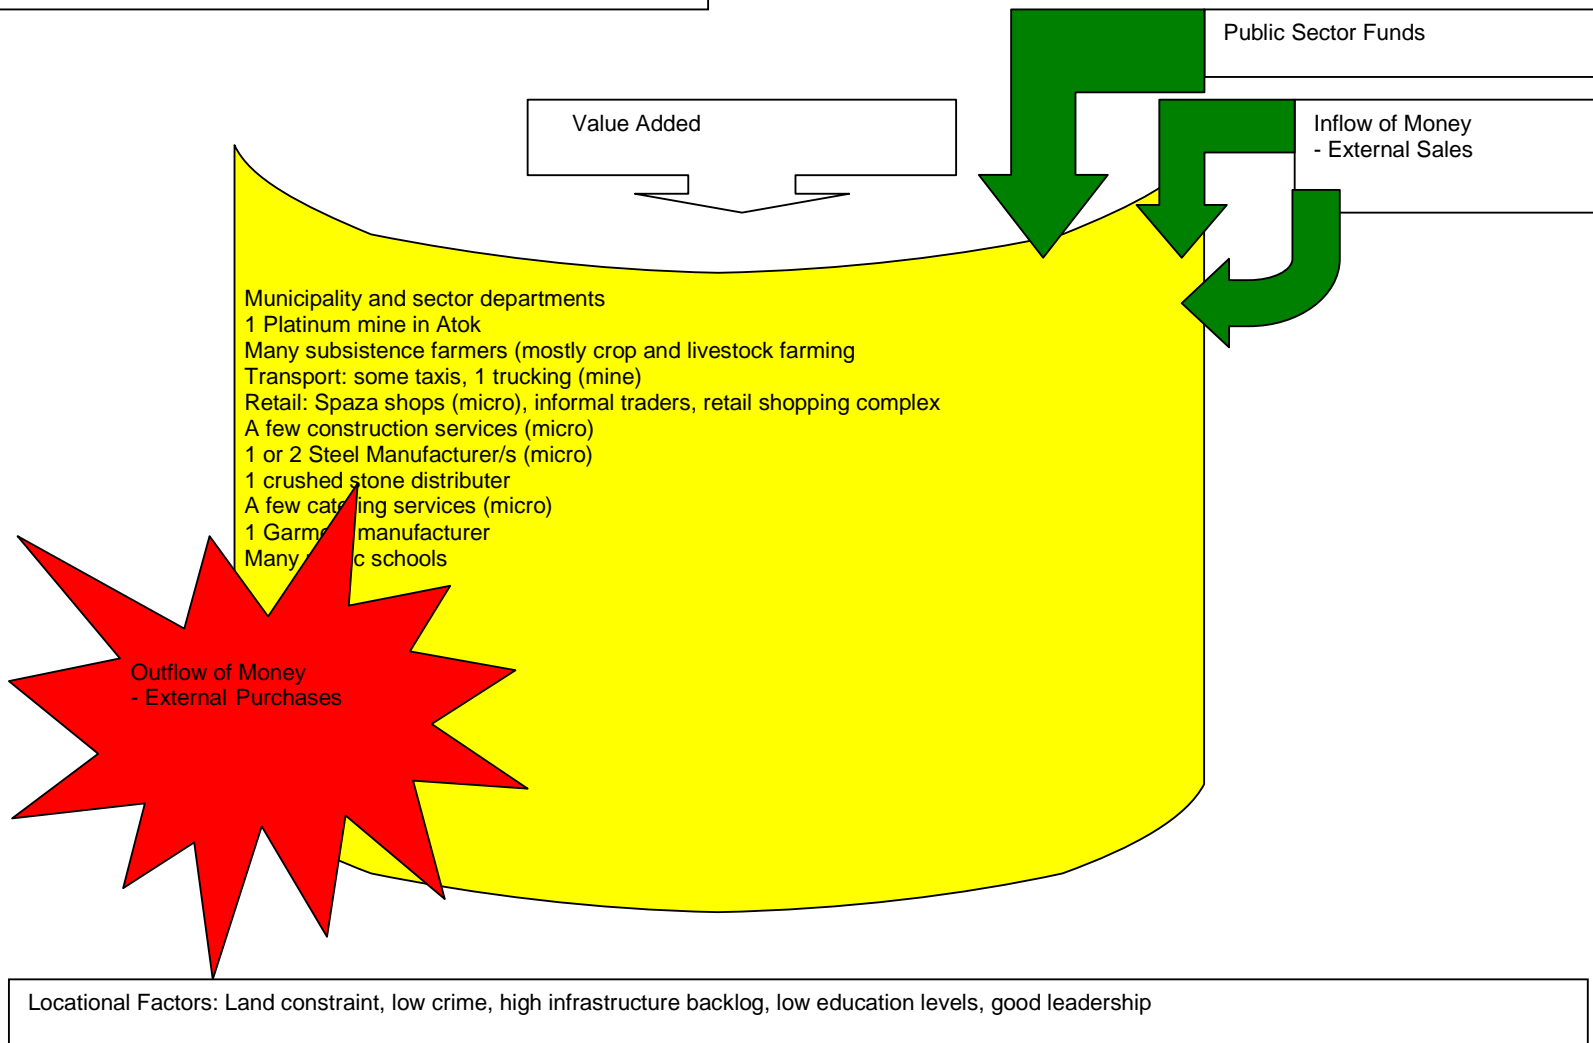 Public Sector Funds
Value Added
Inflow of Money
- External Sales
Municipality and sector departments
1 Platinum mine in Atok
Many subsistence farmers (mostly crop and livestock farming
Transport: some taxis, 1 trucking (mine)
Retail: Spaza shops (micro), informal traders, retail shopping complex
A few construction services (micro)
1 or 2 Steel Manufacturer/s (micro)
1 crushed stone distributer
A few catering services (micro)
1 Garment manufacturer
Many schools
Outflow of Money
- External Purchases
Locational Factors: Land constraint, low crime, high infrastructure backlog, low education levels, good leadership